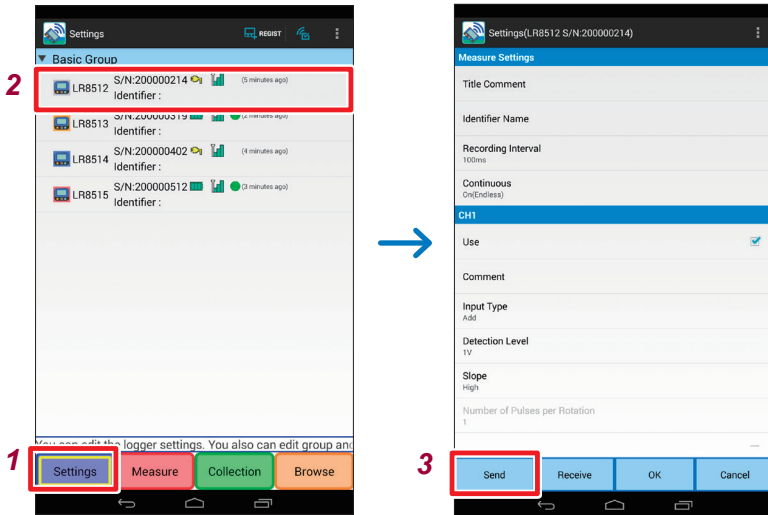 Settings
REGIST
Basic Group
2
LR8512 S/N:200000214 (5 minutes ago)
Identifier :
LR8513 S/N:200000319 (2 minutes ago)
Identifier :
LR8514 S/N:200000402 (4 minutes ago)
Identifier :
LR8515 S/N:200000512 (3 minutes ago)
Identifier :
You can edit the logger settings. You also can edit group and
1
Settings
Measure
Collection
Browse
Settings(LR8512 S/N:200000214)
Measure Settings
Title Comment
Identifier Name
Recording Interval
100ms
Continuous
On(Endless)
CH1
Use
Comment
Input Type
Add
Detection Level
1V
Slope
High
Number of Pulses per Rotation
1
3
Send
Receive
OK
Cancel